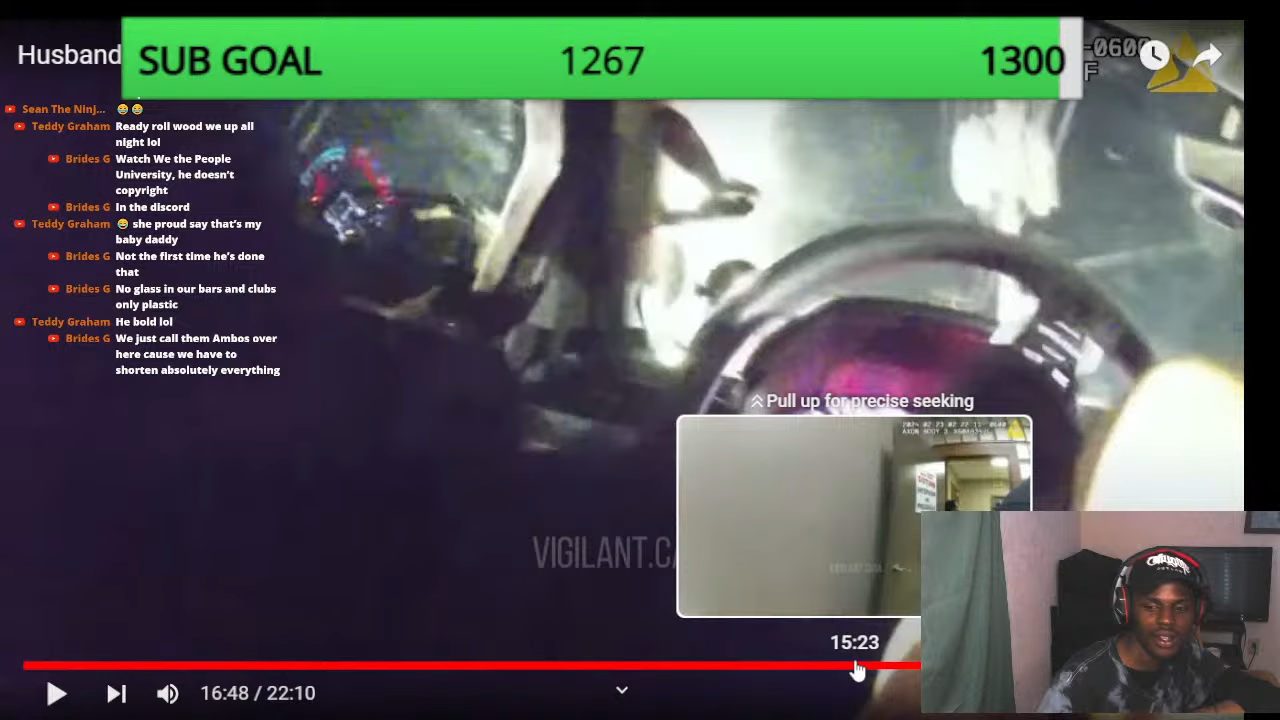 Husband
SUB GOAL 1267 1300
-0600
F
Sean The Ninj... 😂 😂
Teddy Graham Ready roll wood we up all
night lol
Brides G Watch We the People
University, he doesn't
copyright
Brides G In the discord
Teddy Graham 😂 she proud say that's my
baby daddy
Brides G Not the first time he's done
that
Brides G No glass in our bars and clubs
only plastic
Teddy Graham He bold lol
Brides G We just call them Ambos over
here cause we have to
shorten absolutely everything
Pull up for precise seeking
VIGILANT.CA
15:23
16:48 / 22:10